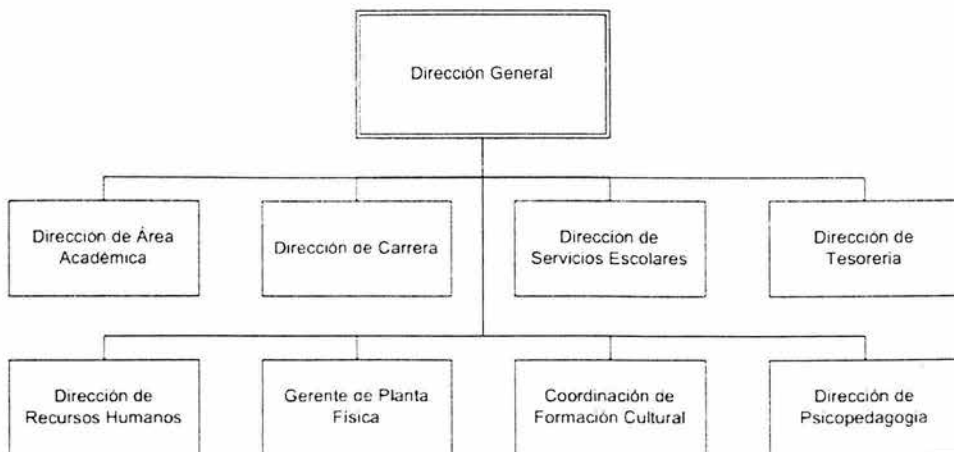 Dirección General
Dirección de Área
Académica
Dirección de Carrera
Dirección de
Servicios Escolares
Dirección de
Tesoreria
Dirección de
Recursos Humanos
Gerente de Planta
Física
Coordinación de
Formación Cultural
Dirección de
Psicopedagogia